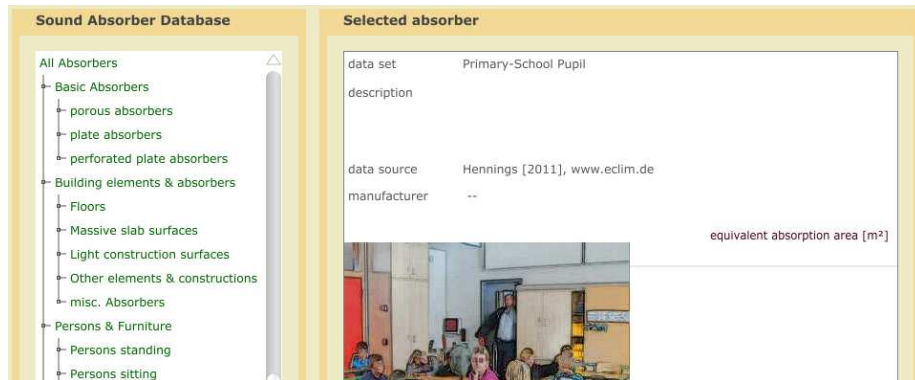 Sound Absorber Database
All Absorbers
Basic Absorbers
porous absorbers
plate absorbers
perforated plate absorbers
Building elements & absorbers
Floors
Massive slab surfaces
Light construction surfaces
Other elements & constructions
misc. Absorbers
Persons & Furniture
Persons standing
Persons sitting
Selected absorber
data set Primary-School Pupil
description
data source Hennings [2011], www.eclim.de
manufacturer --
equivalent absorption area [m²]